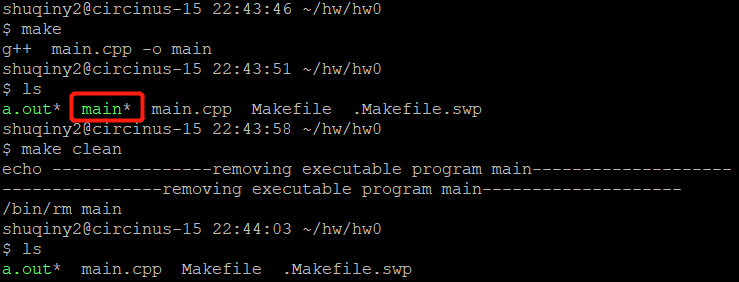 shuqiny2@circinus-15 22:43:46 ~/hw/hw0
$ make
g++  main.cpp -o main
shuqiny2@circinus-15 22:43:51 ~/hw/hw0
$ ls
a.out*  main*  main.cpp  Makefile  .Makefile.swp
shuqiny2@circinus-15 22:43:58 ~/hw/hw0
$ make clean
echo ----------------removing executable program main--------------------
----------------removing executable program main--------------------
/bin/rm main
shuqiny2@circinus-15 22:44:03 ~/hw/hw0
$ ls
a.out*  main.cpp  Makefile  .Makefile.swp